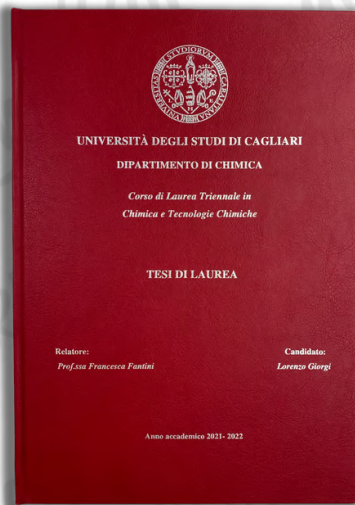 UNIVERSITÀ DEGLI STUDI DI CAGLIARI
DIPARTIMENTO DI CHIMICA
Corso di Laurea Triennale in
Chimica e Tecnologie Chimiche
TESI DI LAUREA
Relatore:
Prof.ssa Francesca Fantini
Candidato:
Lorenzo Giorgi
Anno accademico 2021- 2022